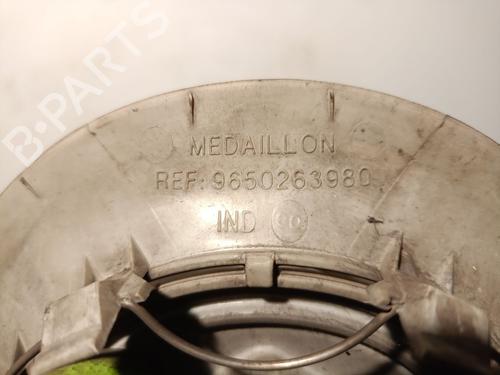 B-PARTS
MEDAILLON
REF: 9650263980
IND